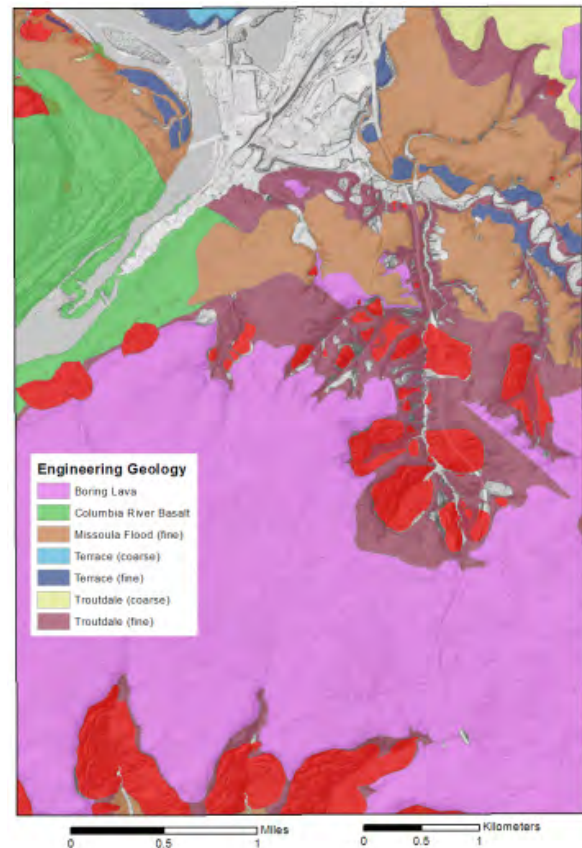 Engineering Geology
Boring Lava
Columbia River Basalt
Missoula Flood (fine)
Terrace (coarse)
Terrace (fine)
Troutdale (coarse)
Troutdale (fine)
Miles
0 0.5 1
Kilometers
0 0.5 1